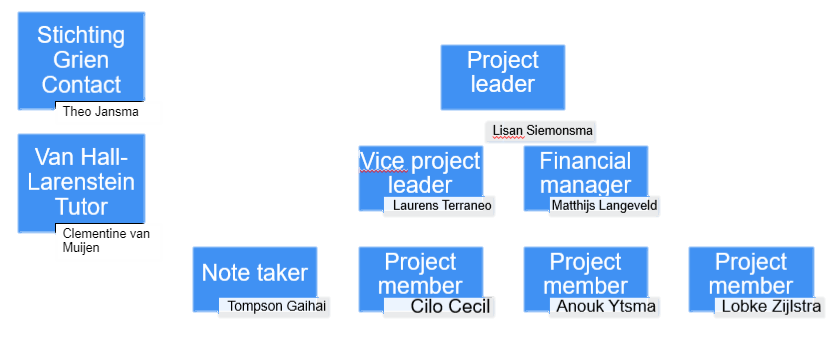 Stichting
Grien
Contact
Theo Jansma
Van Hall-
Larenstein
Tutor
Clementine van
Muijen
Project
leader
Lisan Siemonsma
Vice project
leader
Laurens Terraneo
Financial
manager
Matthijs Langeveld
Note taker
Tompson Gaihai
Project
member
Cilo Cecil
Project
member
Anouk Ytsma
Project
member
Lobke Zijlstra